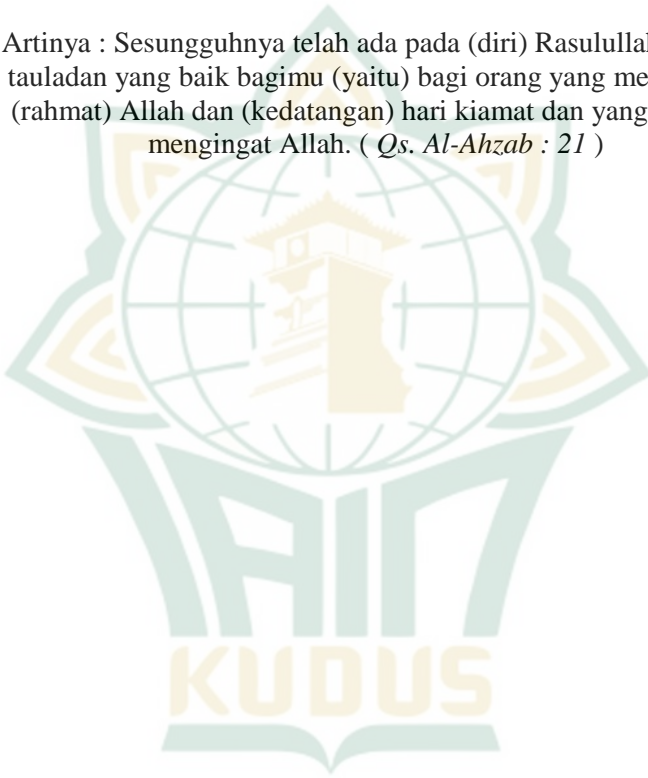 Artinya : Sesungguhnya telah ada pada (diri) Rasulullah
tauladan yang baik bagimu (yaitu) bagi orang yang me
(rahmat) Allah dan (kedatangan) hari kiamat dan yang
mengingat Allah. ( Qs. Al-Ahzab : 21 )
IAIN
KUDUS